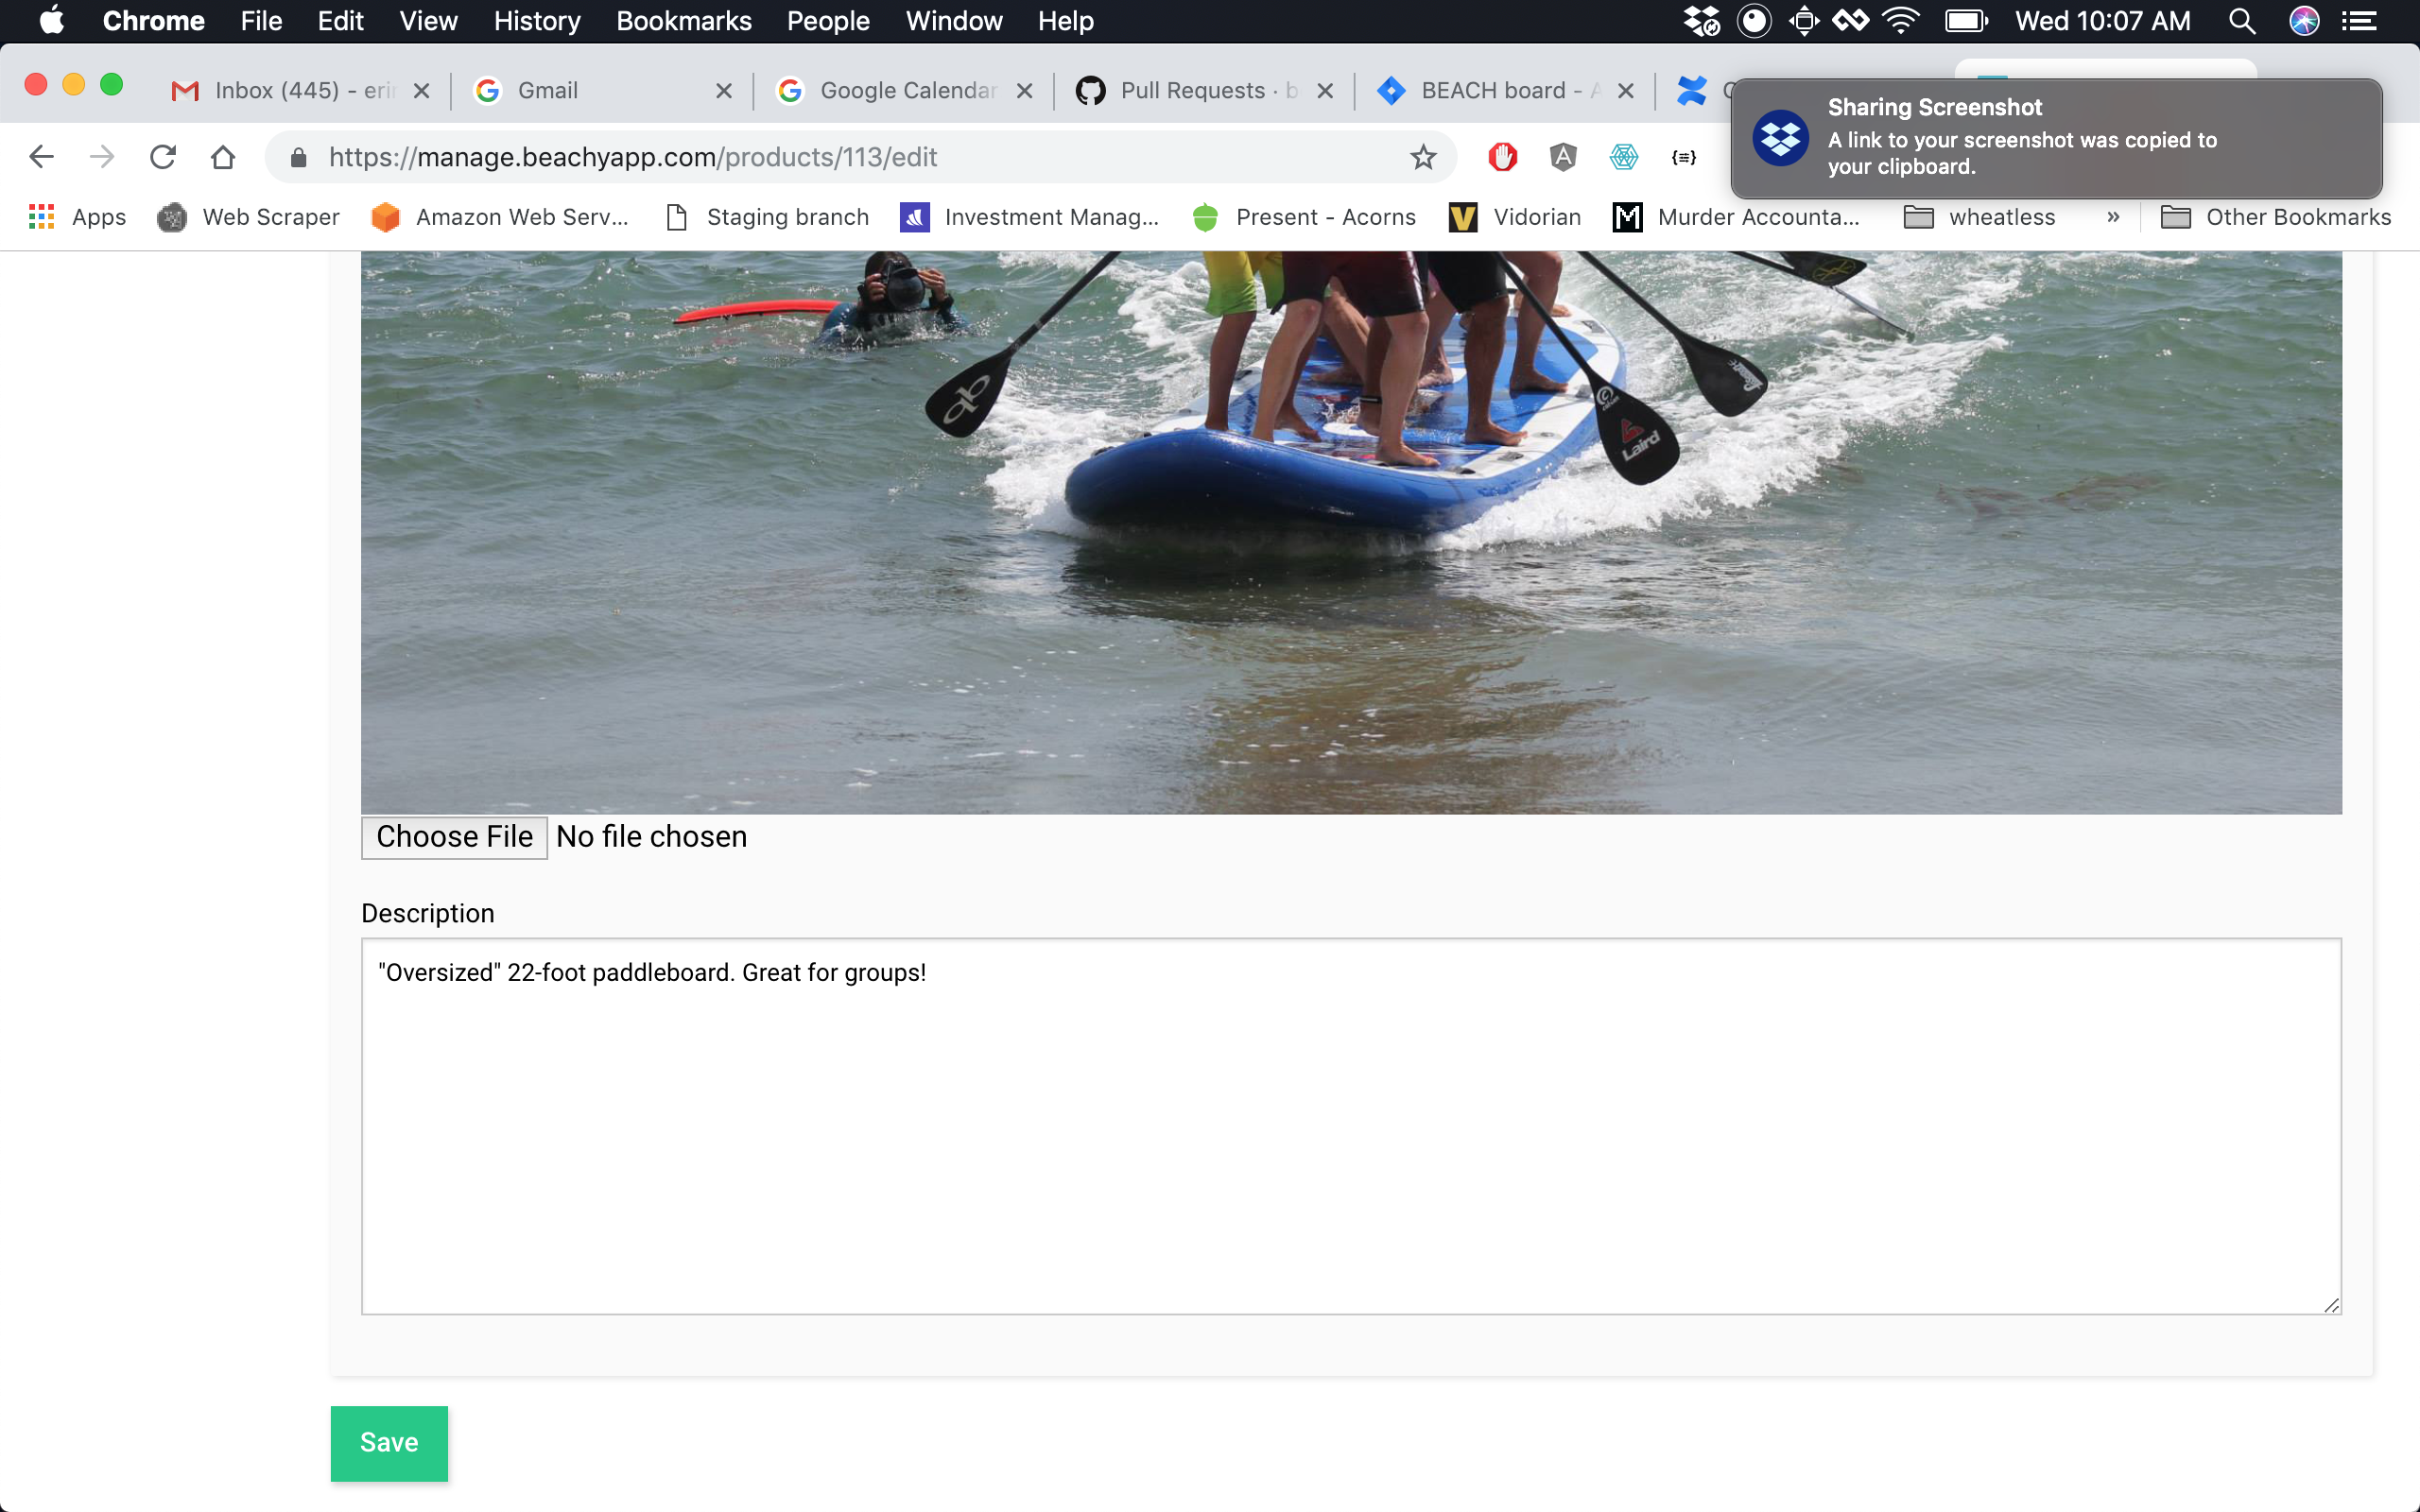 Chrome File Edit View History Bookmarks People Window Help Wed 10:07 AM
Inbox (445) - erin Gmail Google Calendar Pull Requests · b BEACH board - A
Sharing Screenshot
A link to your screenshot was copied to
your clipboard.
https://manage.beachyapp.com/products/113/edit
Apps Web Scraper Amazon Web Serv... Staging branch Investment Manag... Present - Acorns Vidorian Murder Accounta... wheatless » Other Bookmarks
Laird
Choose File No file chosen
Description
"Oversized" 22-foot paddleboard. Great for groups!
Save